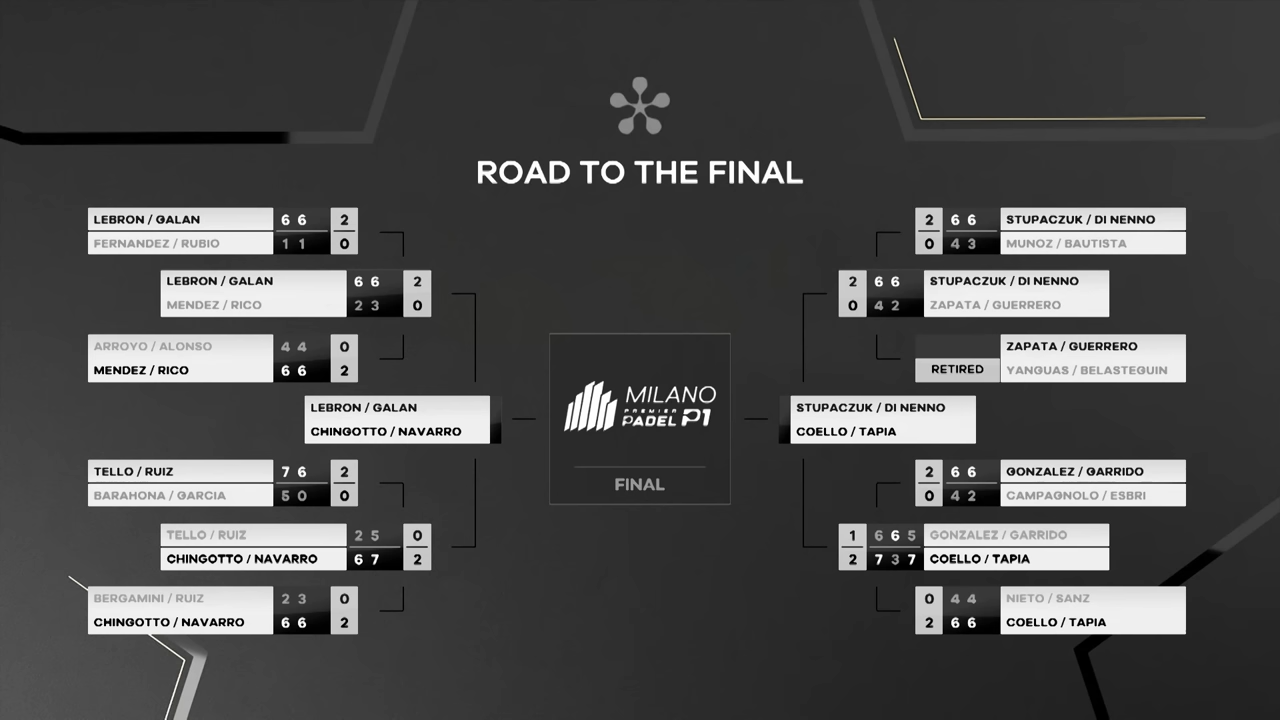 ROAD TO THE FINAL
LEBRON / GALAN 6 6 2
FERNANDEZ / RUBIO 1 1 0
LEBRON / GALAN 6 6 2
MENDEZ / RICO 2 3 0
ARROYO / ALONSO 4 4 0
MENDEZ / RICO 6 6 2
LEBRON / GALAN
CHINGOTTO / NAVARRO
TELLO / RUIZ 7 6 2
BARAHONA / GARCIA 5 0 0
TELLO / RUIZ 2 5 0
CHINGOTTO / NAVARRO 6 7 2
BERGAMINI / RUIZ 2 3 0
CHINGOTTO / NAVARRO 6 6 2
MILANO
PREMIER
PADEL P1
FINAL
2 6 6 STUPACZUK / DI NENNO
0 4 3 MUNOZ / BAUTISTA
2 6 6 STUPACZUK / DI NENNO
0 4 2 ZAPATA / GUERRERO
ZAPATA / GUERRERO
RETIRED YANGUAS / BELASTEGUIN
STUPACZUK / DI NENNO
COELLO / TAPIA
2 6 6 GONZALEZ / GARRIDO
0 4 2 CAMPAGNOLO / ESBRI
1 6 6 5 GONZALEZ / GARRIDO
2 7 3 7 COELLO / TAPIA
0 4 4 NIETO / SANZ
2 6 6 COELLO / TAPIA